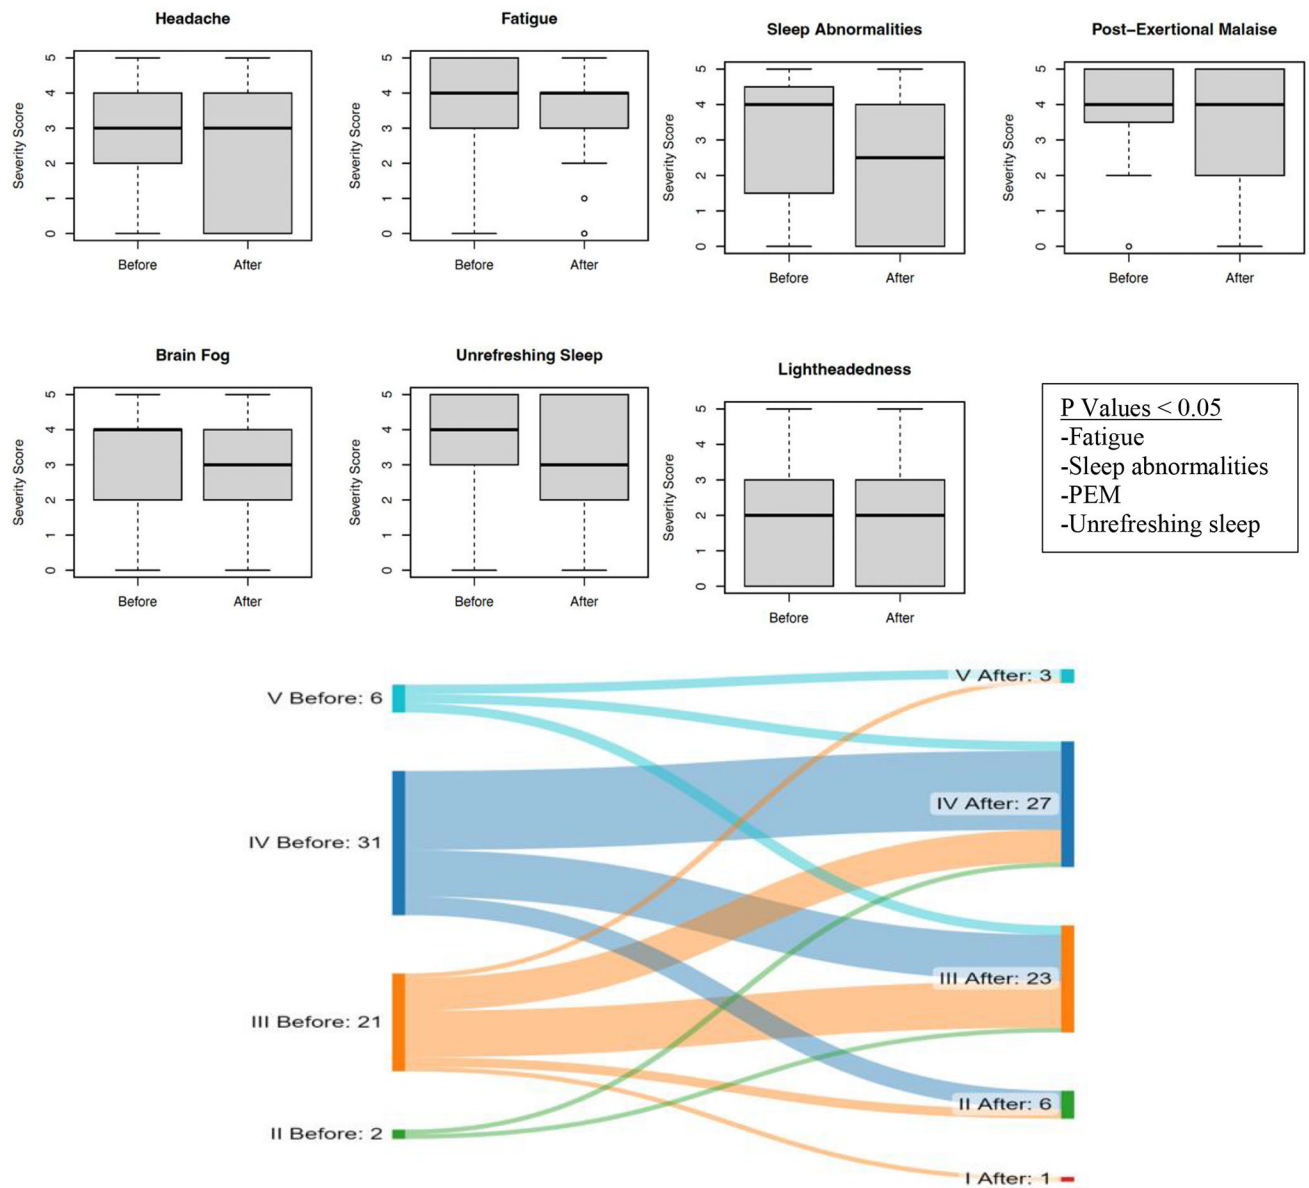 Headache
Severity Score
5
4
3
2
1
0
Before After
Fatigue
Severity Score
5
4
3
2
1
0
Before After
Sleep Abnormalities
Severity Score
5
4
3
2
1
0
Before After
Post-Exertional Malaise
Severity Score
5
4
3
2
1
0
Before After
Brain Fog
Severity Score
5
4
3
2
1
0
Before After
Unrefreshing Sleep
Severity Score
5
4
3
2
1
0
Before After
Lightheadedness
Severity Score
5
4
3
2
1
0
Before After
P Values < 0.05
-Fatigue
-Sleep abnormalities
-PEM
-Unrefreshing sleep
V Before: 6
IV Before: 31
III Before: 21
II Before: 2
V After: 3
IV After: 27
III After: 23
II After: 6
I After: 1